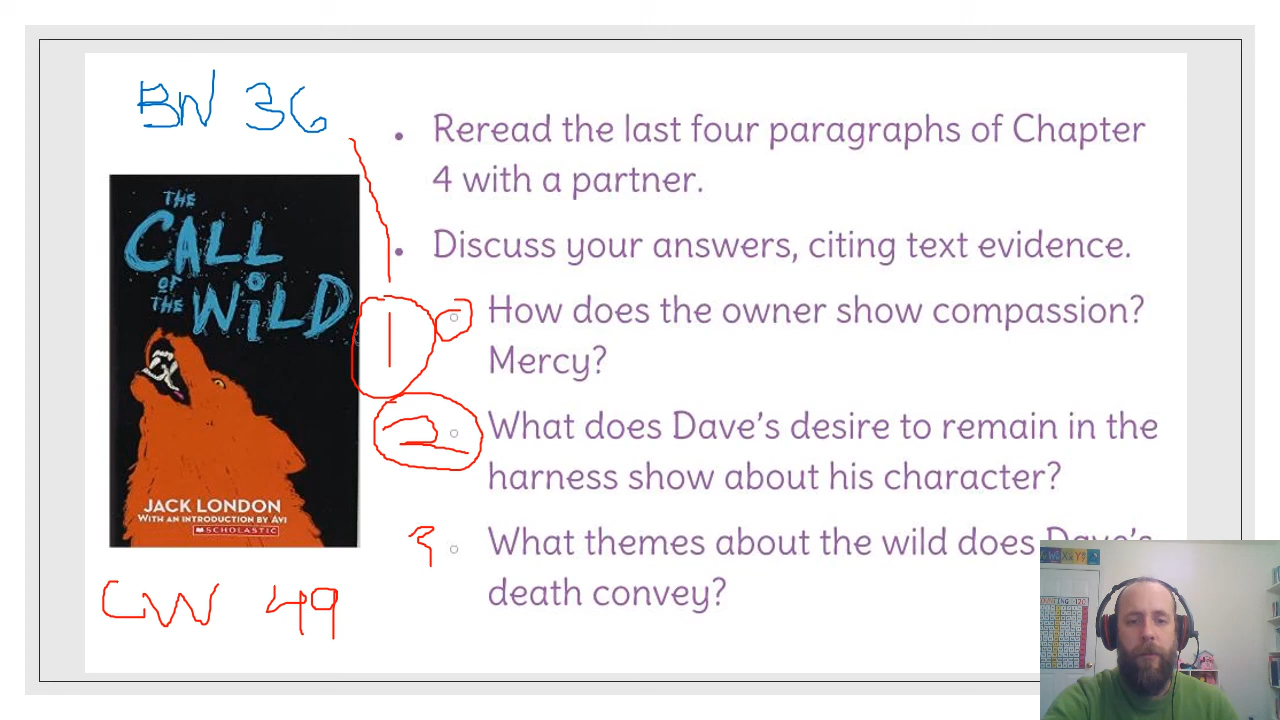 BW 36
THE
CALL
OF
THE WILD
JACK LONDON
WITH AN INTRODUCTION BY AVI
SCHOLASTIC
CW 49
• Reread the last four paragraphs of Chapter
4 with a partner.
• Discuss your answers, citing text evidence.
1 ○ How does the owner show compassion?
Mercy?
2 ○ What does Dave's desire to remain in the
harness show about his character?
3 ○ What themes about the wild does Dave's
death convey?